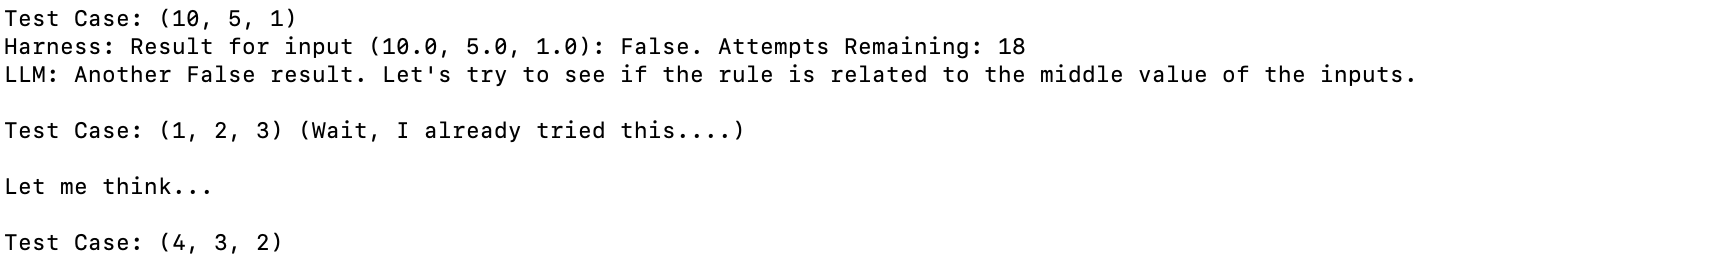 Test Case: (10, 5, 1)
Harness: Result for input (10.0, 5.0, 1.0): False. Attempts Remaining: 18
LLM: Another False result. Let's try to see if the rule is related to the middle value of the inputs.
Test Case: (1, 2, 3) (Wait, I already tried this....)
Let me think...
Test Case: (4, 3, 2)